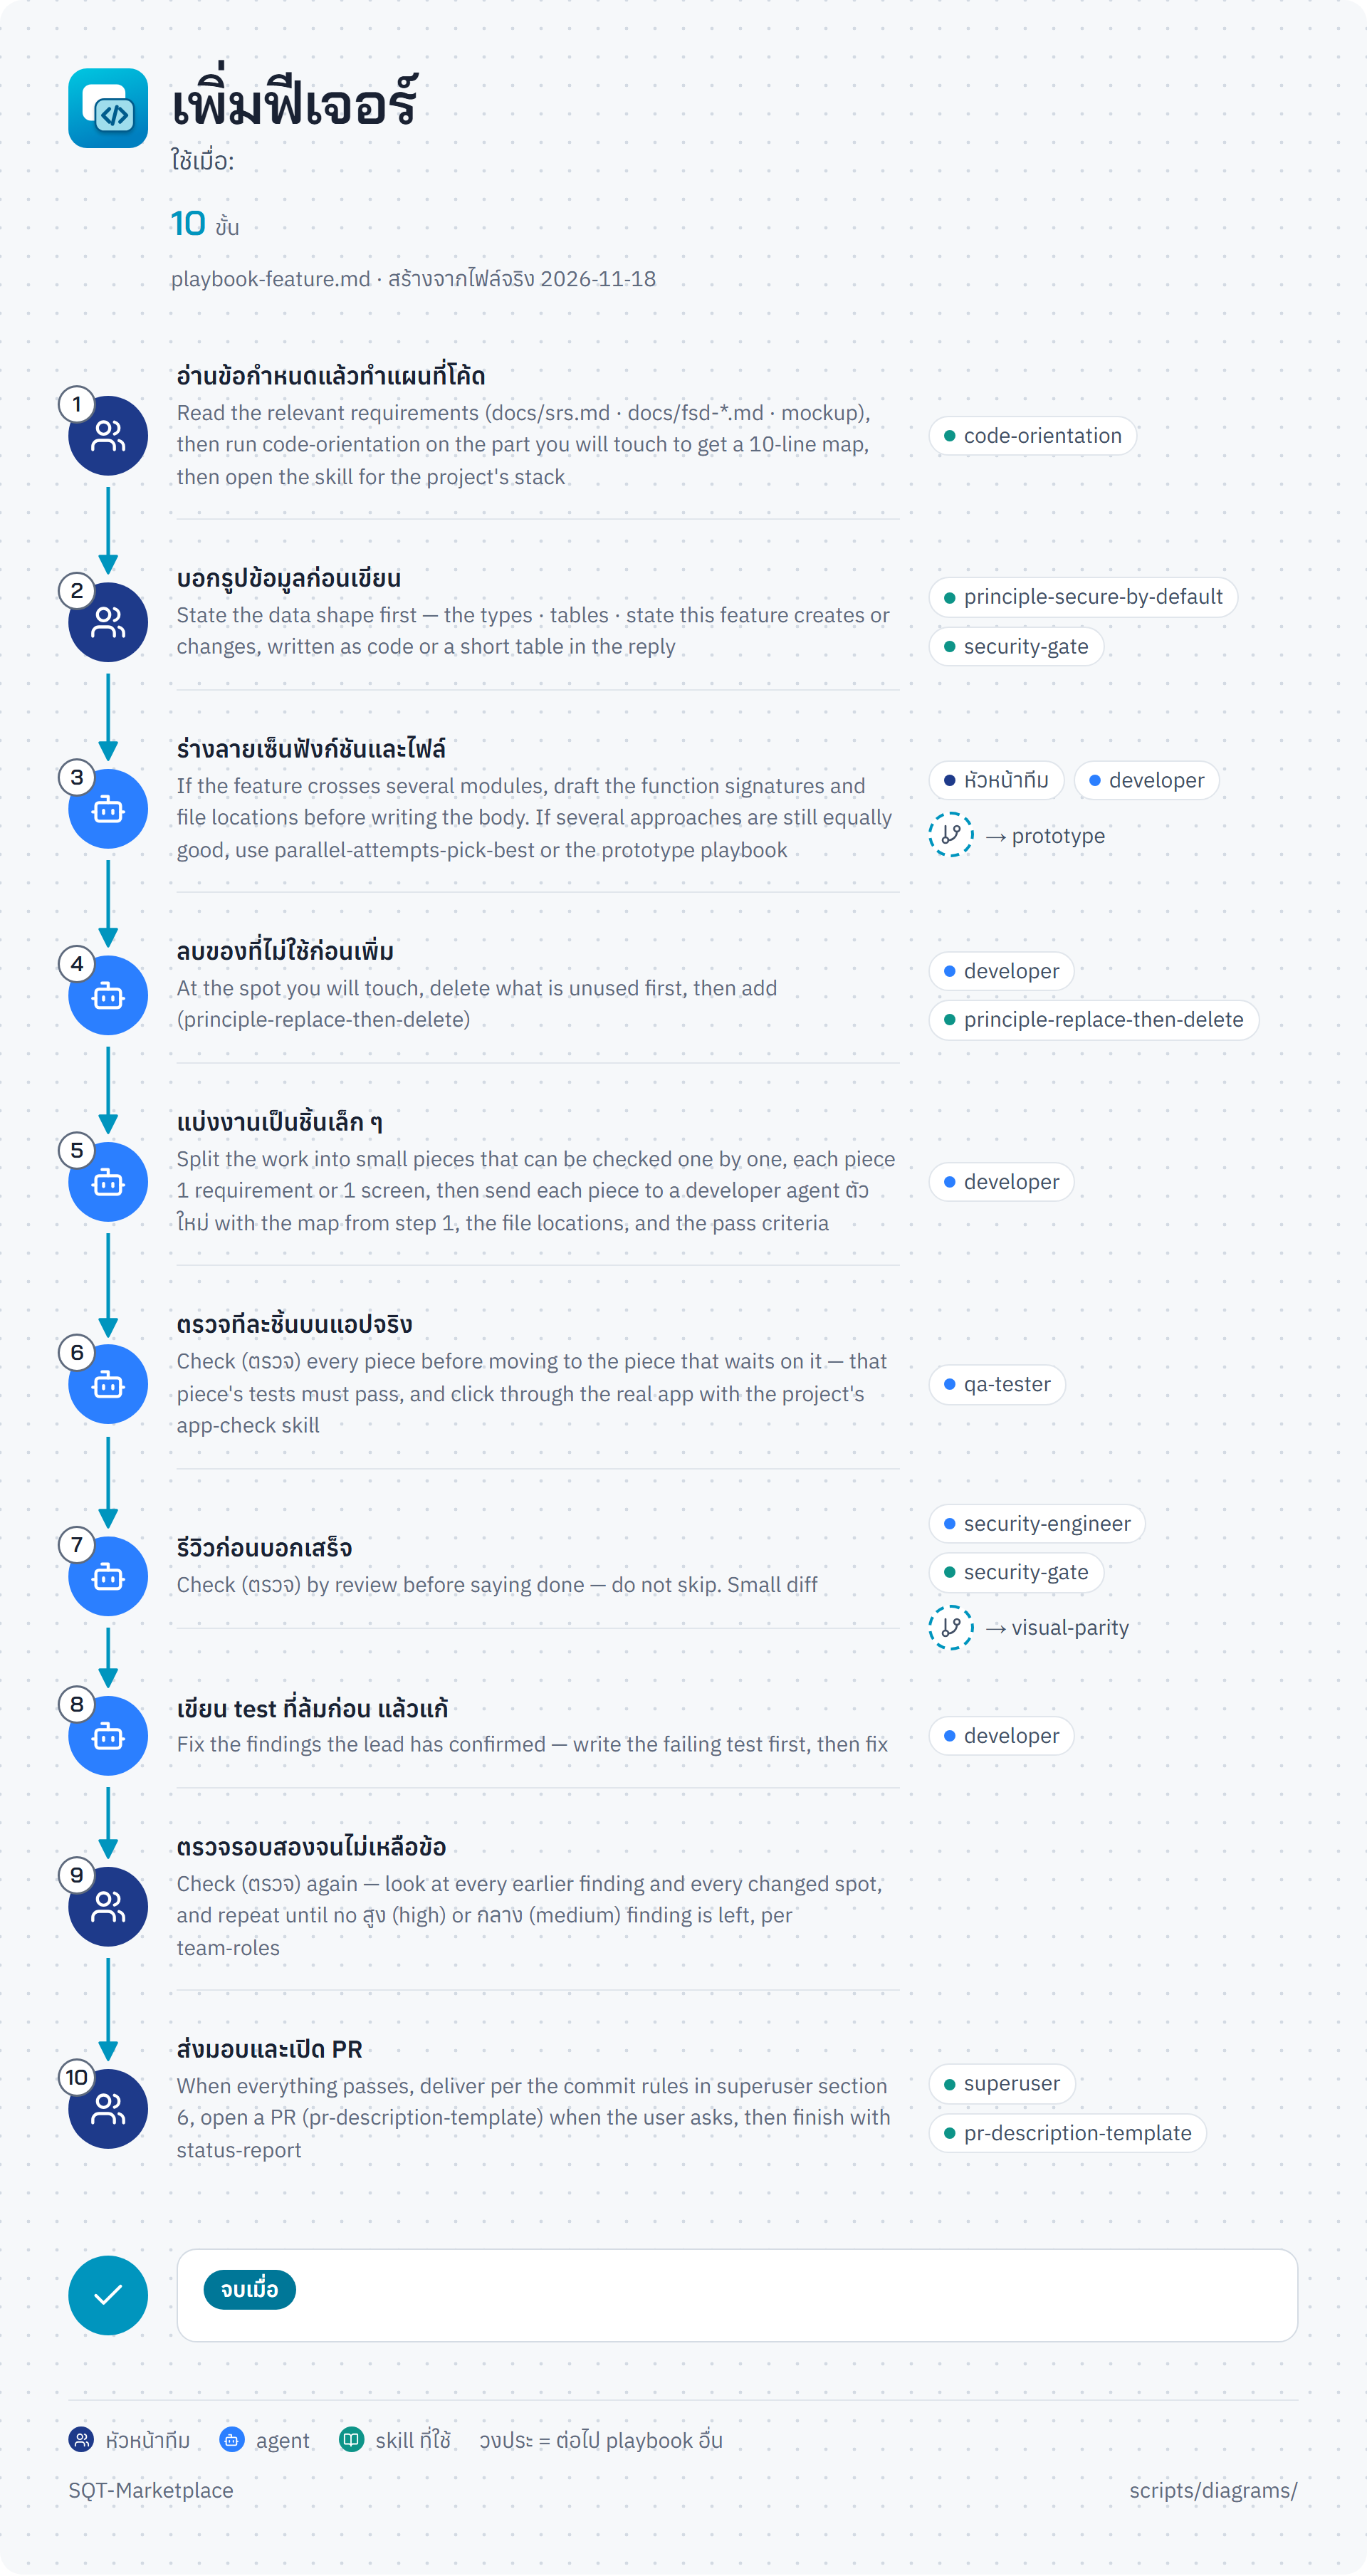 เพิ่มฟีเจอร์
ใช้เมื่อ:
10 ขั้น
playbook-feature.md · สร้างจากไฟล์จริง 2026-11-18
1
อ่านข้อกำหนดแล้วทำแผนที่โค้ด
Read the relevant requirements (docs/srs.md · docs/fsd-*.md · mockup),
then run code-orientation on the part you will touch to get a 10-line map,
then open the skill for the project's stack
code-orientation
2
บอกรูปข้อมูลก่อนเขียน
State the data shape first — the types · tables · state this feature creates or
changes, written as code or a short table in the reply
principle-secure-by-default
security-gate
3
ร่างลายเซ็นฟังก์ชันและไฟล์
If the feature crosses several modules, draft the function signatures and
file locations before writing the body. If several approaches are still equally
good, use parallel-attempts-pick-best or the prototype playbook
หัวหน้าทีม developer
→ prototype
4
ลบของที่ไม่ใช้ก่อนเพิ่ม
At the spot you will touch, delete what is unused first, then add
(principle-replace-then-delete)
developer
principle-replace-then-delete
5
แบ่งงานเป็นชิ้นเล็ก ๆ
Split the work into small pieces that can be checked one by one, each piece
1 requirement or 1 screen, then send each piece to a developer agent ตัว
ใหม่ with the map from step 1, the file locations, and the pass criteria
developer
6
ตรวจทีละชิ้นบนแอปจริง
Check (ตรวจ) every piece before moving to the piece that waits on it — that
piece's tests must pass, and click through the real app with the project's
app-check skill
qa-tester
7
รีวิวก่อนบอกเสร็จ
Check (ตรวจ) by review before saying done — do not skip. Small diff
security-engineer
security-gate
→ visual-parity
8
เขียน test ที่ล้มก่อน แล้วแก้
Fix the findings the lead has confirmed — write the failing test first, then fix
developer
9
ตรวจรอบสองจนไม่เหลือข้อ
Check (ตรวจ) again — look at every earlier finding and every changed spot,
and repeat until no สูง (high) or กลาง (medium) finding is left, per
team-roles
10
ส่งมอบและเปิด PR
When everything passes, deliver per the commit rules in superuser section
6, open a PR (pr-description-template) when the user asks, then finish with
status-report
superuser
pr-description-template
จบเมื่อ
หัวหน้าทีม agent skill ที่ใช้ วงประ = ต่อไป playbook อื่น
SQT-Marketplace scripts/diagrams/